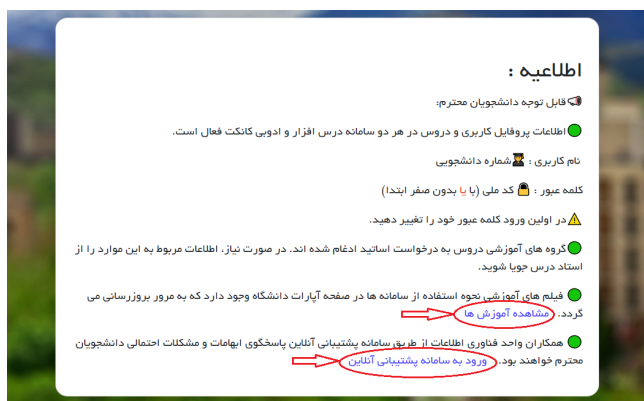 اطلاعیه :
قابل توجه دانشجویان محترم:
اطلاعات پروفایل کاربری و دروس در هر دو سامانه درس افزار و ادوبی کانکت فعال است.
نام کاربری : شماره دانشجویی
کلمه عبور : کد ملی (با یا بدون صفر ابتدا)
در اولین ورود کلمه عبور خود را تغییر دهید.
گروه های آموزشی دروس به درخواست اساتید ادغام شده اند. در صورت نیاز، اطلاعات مربوط به این موارد را از
استاد درس جویا شوید.
فیلم های آموزشی نحوه استفاده از سامانه ها در صفحه آپارات دانشگاه وجود دارد که به مرور بروزرسانی می
گردد. مشاهده آموزش ها
همکاران واحد فناوری اطلاعات از طریق سامانه پشتیبانی آنلاین پاسخگوی ابهامات و مشکلات احتمالی دانشجویان
محترم خواهند بود. ورود به سامانه پشتیبانی آنلاین